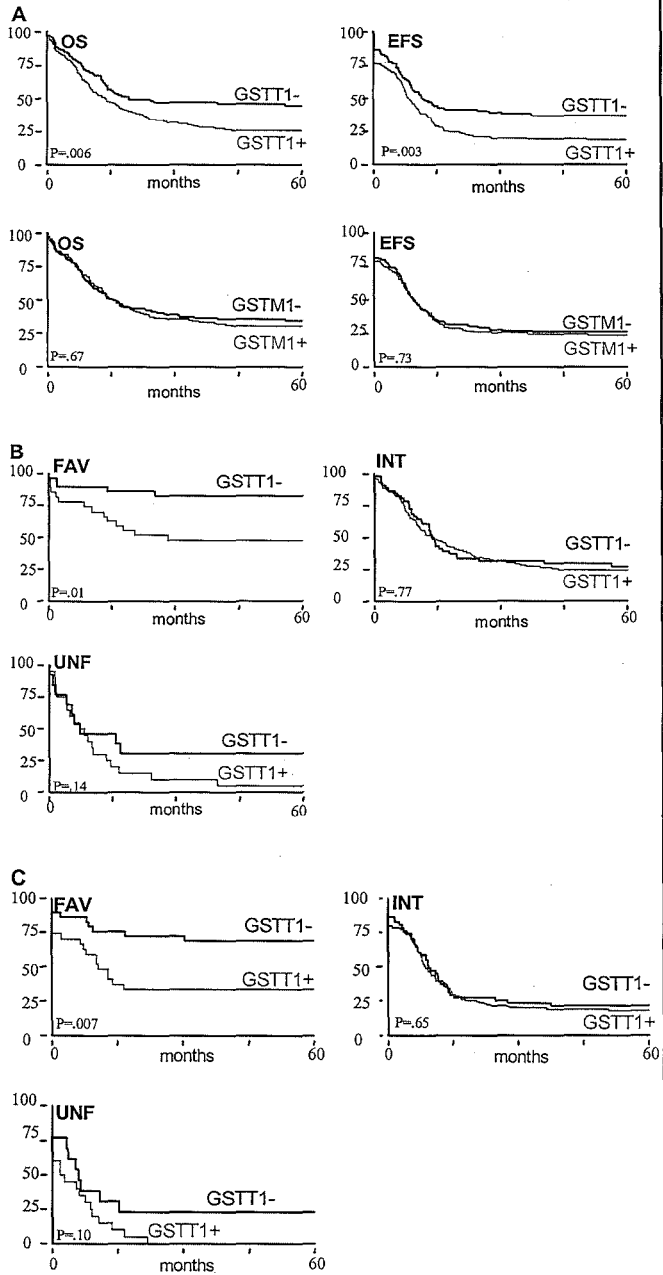 A
OS
100
75
50
25
0
GSTT1-
GSTT1+
P=.006
0
months
60
EFS
100
75
50
25
0
GSTT1-
GSTT1+
P=.003
0
months
60
OS
100
75
50
25
0
GSTM1-
GSTM1+
P=.67
0
months
60
EFS
100
75
50
25
0
GSTM1-
GSTM1+
P=.73
0
months
60
B
FAV
100
75
50
25
0
GSTT1-
GSTT1+
P=.01
0
months
60
INT
100
75
50
25
0
GSTT1-
GSTT1+
P=.77
0
months
60
UNF
100
75
50
25
0
GSTT1-
GSTT1+
P=.14
0
months
60
C
FAV
100
75
50
25
0
GSTT1-
GSTT1+
P=.007
0
months
60
INT
100
75
50
25
0
GSTT1-
GSTT1+
P=.65
0
months
60
UNF
100
75
50
25
0
GSTT1-
GSTT1+
P=.10
0
months
60